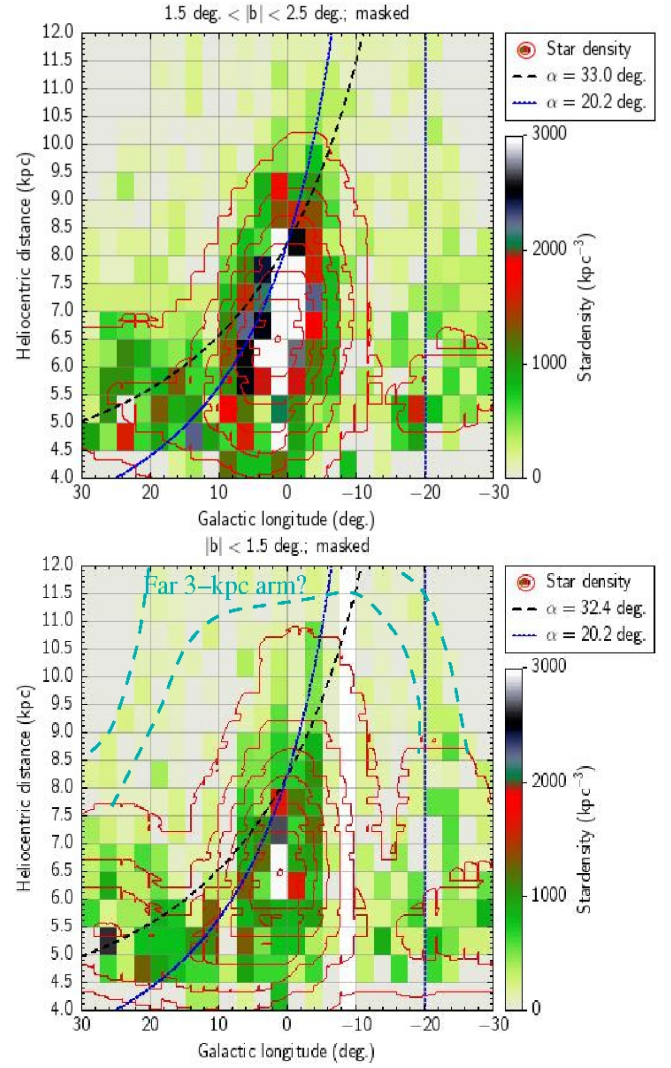 1.5 deg. < |b| < 2.5 deg.; masked
12.0
11.5
11.0
10.5
10.0
9.5
9.0
8.5
8.0
7.5
7.0
6.5
6.0
5.5
5.0
4.5
4.0
Heliocentric distance (kpc)
30 20 10 0 −10 −20 −30
Galactic longitude (deg.)
Star density
α = 33.0 deg.
α = 20.2 deg.
3000
2000
1000
0
Stardensity (kpc⁻³)
|b| < 1.5 deg.; masked
Far 3−kpc arm?
12.0
11.5
11.0
10.5
10.0
9.5
9.0
8.5
8.0
7.5
7.0
6.5
6.0
5.5
5.0
4.5
4.0
Heliocentric distance (kpc)
30 20 10 0 −10 −20 −30
Galactic longitude (deg.)
Star density
α = 32.4 deg.
α = 20.2 deg.
3000
2000
1000
0
Stardensity (kpc⁻³)